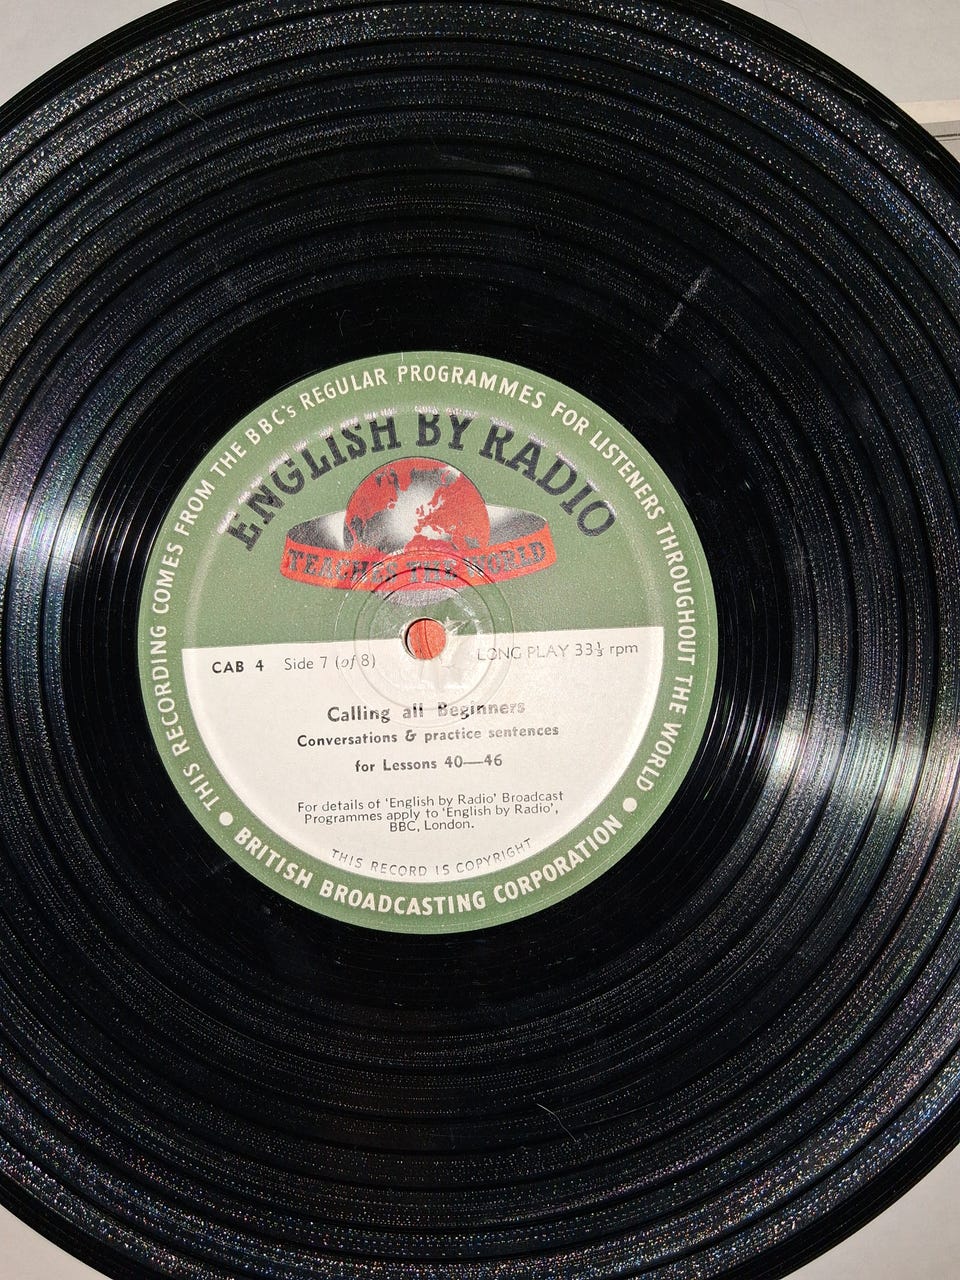 THIS RECORDING COMES FROM THE BBC's REGULAR PROGRAMMES FOR LISTENERS THROUGHOUT THE WORLD
ENGLISH BY RADIO
TEACHES THE WORLD
CAB 4 Side 7 (of 8)
LONG PLAY 33⅓ rpm
Calling all Beginners
Conversations & practice sentences
for Lessons 40—46
For details of 'English by Radio' Broadcast
Programmes apply to 'English by Radio',
BBC, London.
THIS RECORD IS COPYRIGHT
● BRITISH BROADCASTING CORPORATION ●